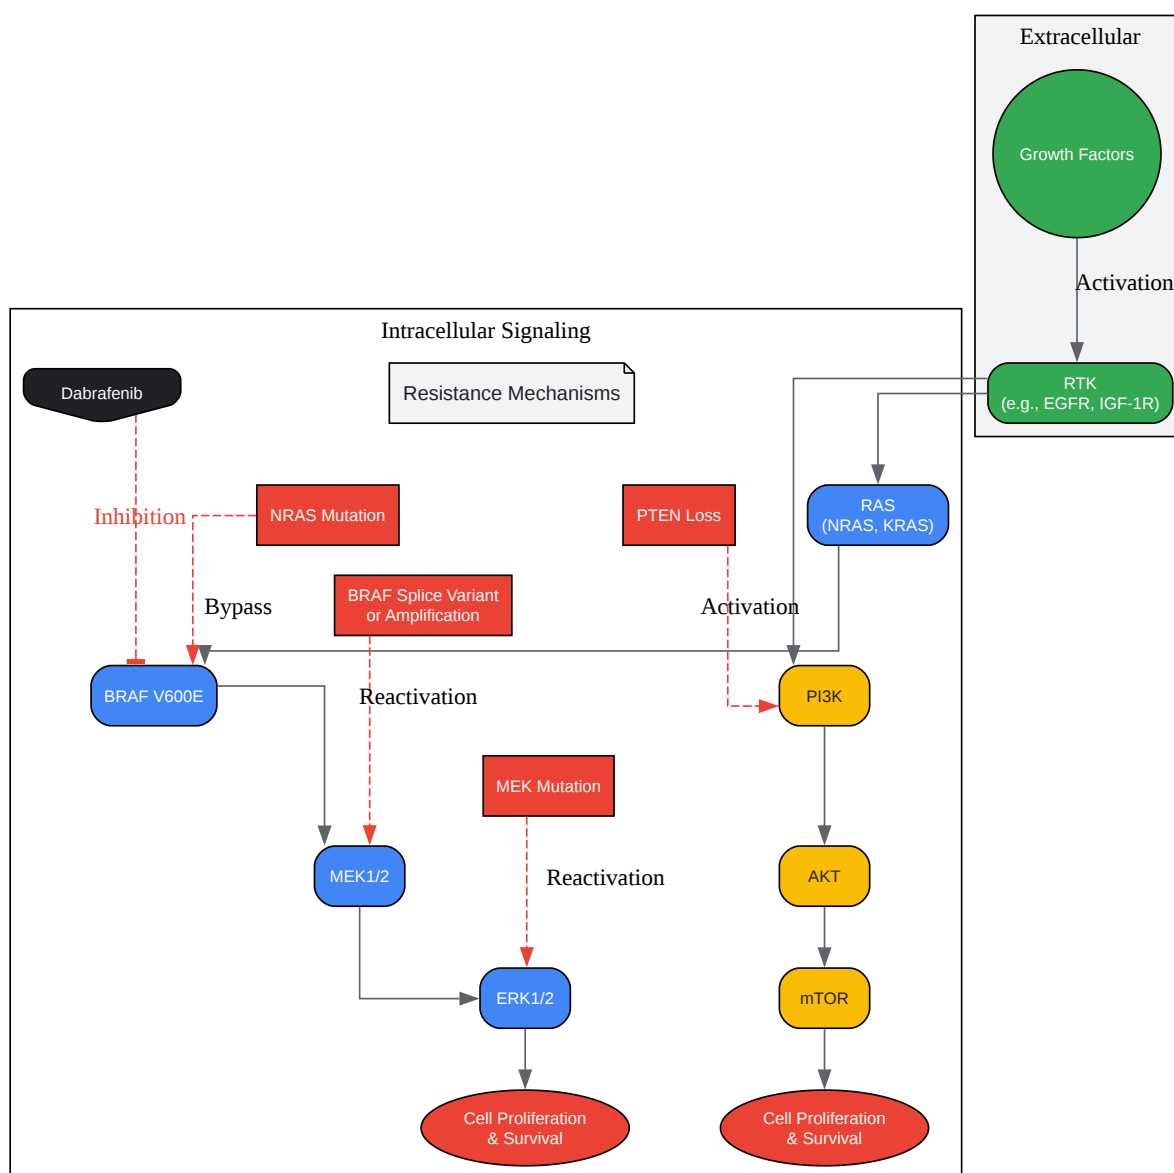 Extracellular
Growth Factors
Activation
Intracellular Signaling
Dabrafenib
Resistance Mechanisms
RTK
(e.g., EGFR, IGF-1R)
Inhibition
NRAS Mutation
PTEN Loss
RAS
(NRAS, KRAS)
Bypass
BRAF Splice Variant
or Amplification
Activation
BRAF V600E
Reactivation
PI3K
MEK Mutation
MEK1/2
Reactivation
AKT
ERK1/2
mTOR
Cell Proliferation
& Survival
Cell Proliferation
& Survival